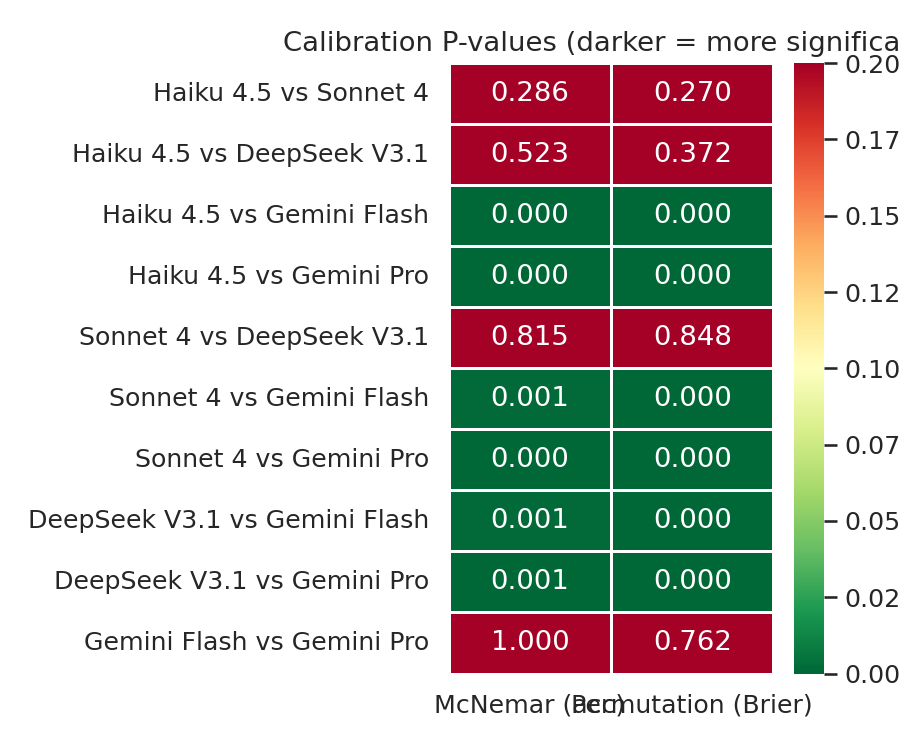 Calibration P-values (darker = more significa
Haiku 4.5 vs Sonnet 4 0.286 0.270
Haiku 4.5 vs DeepSeek V3.1 0.523 0.372
Haiku 4.5 vs Gemini Flash 0.000 0.000
Haiku 4.5 vs Gemini Pro 0.000 0.000
Sonnet 4 vs DeepSeek V3.1 0.815 0.848
Sonnet 4 vs Gemini Flash 0.001 0.000
Sonnet 4 vs Gemini Pro 0.000 0.000
DeepSeek V3.1 vs Gemini Flash 0.001 0.000
DeepSeek V3.1 vs Gemini Pro 0.001 0.000
Gemini Flash vs Gemini Pro 1.000 0.762
McNemar (acc)
Permutation (Brier)
0.20
0.17
0.15
0.12
0.10
0.07
0.05
0.02
0.00